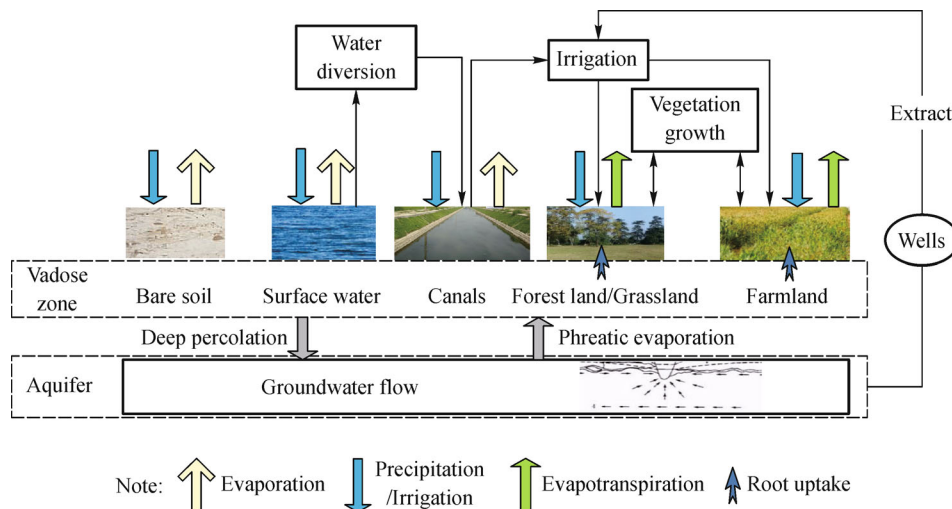 Water
diversion
Irrigation
Vegetation
growth
Extract
Wells
Vadose
zone
Bare soil
Surface water
Canals
Forest land/Grassland
Farmland
Deep percolation
Phreatic evaporation
Aquifer
Groundwater flow
Note:
Evaporation
Precipitation
/Irrigation
Evapotranspiration
Root uptake